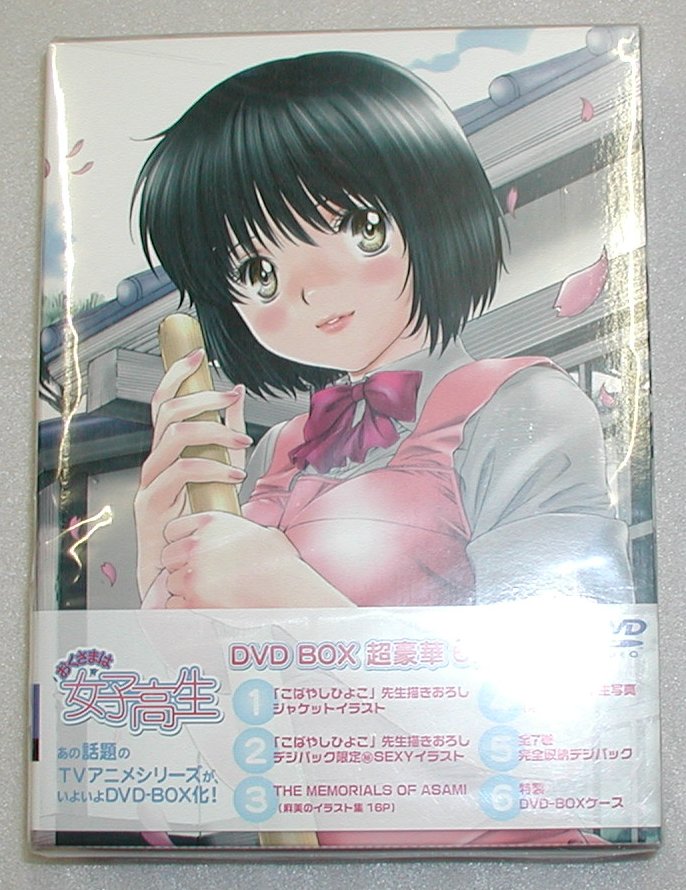 DVD BOX 超豪華
おくさまは
女子高生
あの話題の
TVアニメシリーズが、
いよいよDVD-BOX化!
1 「こばやしひよこ」先生描きおろし
ジャケットイラスト
2 「こばやしひよこ」先生描きおろし
デジパック限定㊙SEXYイラスト
3 THE MEMORIALS OF ASAMI
(麻美のイラスト集 16P)
写真
5 全7巻
完全収納デジパック
6 特製
DVD-BOXケース